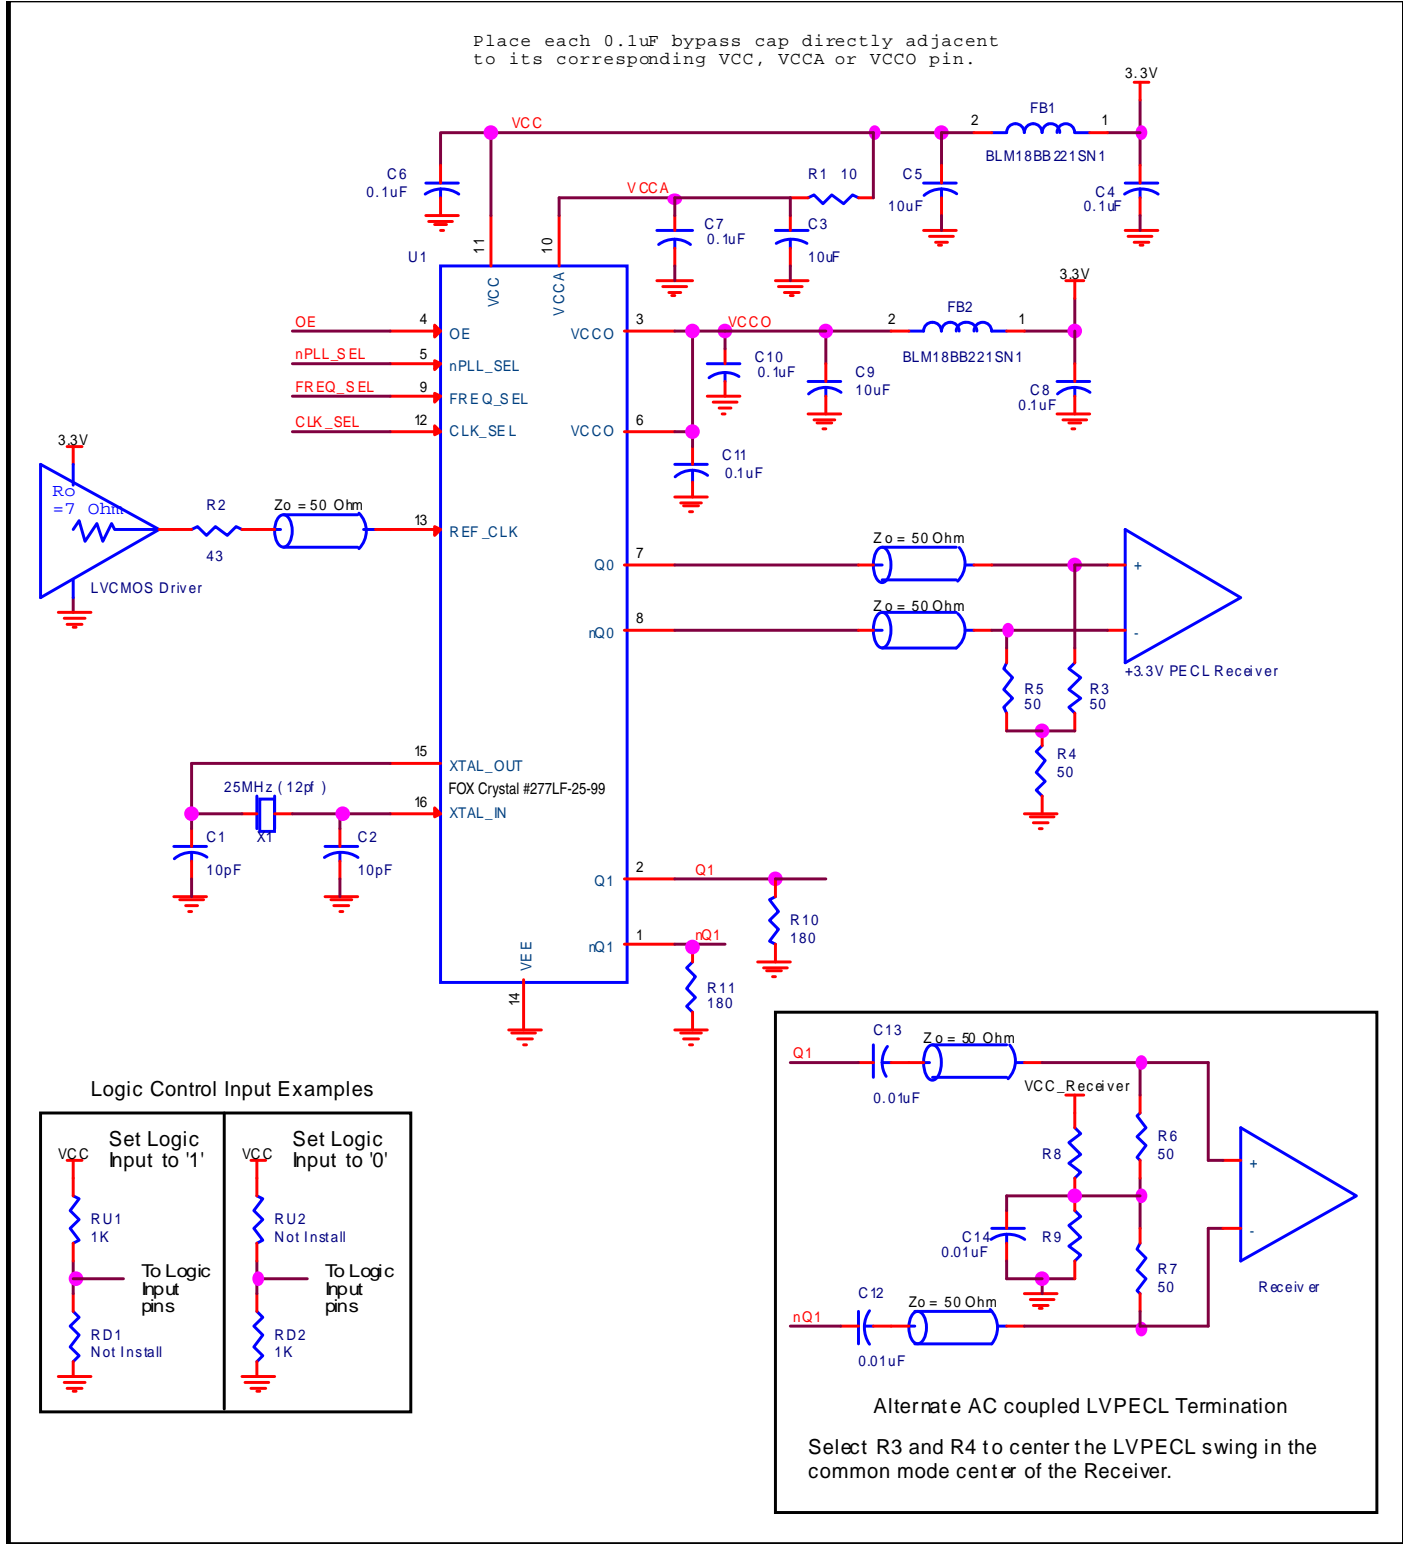 Place each 0.1uF bypass cap directly adjacent
to its corresponding VCC, VCCA or VCCO pin.
3.3V
FB1
VCC
2
1
BLM18BB221SN1
C6
0.1uF
R1 10
C5
10uF
C4
0.1uF
VCCA
C7
0.1uF
C3
10uF
U1
11
10
VCC
VCCA
3.3V
FB2
OE
4
OE
VCCO
3
VCCO
2
1
BLM18BB221SN1
nPLL_SEL
5
nPLL_SEL
C10
0.1uF
C9
10uF
C8
0.1uF
FREQ_SEL
9
FREQ_SEL
CLK_SEL
12
CLK_SEL
VCCO
6
C11
0.1uF
3.3V
Ro
=7 Ohm
R2
43
Zo = 50 Ohm
13
REF_CLK
LVCMOS Driver
Q0
7
Zo = 50 Ohm
+
nQ0
8
Zo = 50 Ohm
-
+3.3V PECL Receiver
R5
50
R3
50
R4
50
15
XTAL_OUT
25MHz (12pf )
FOX Crystal #277LF-25-99
16
XTAL_IN
X1
C1
10pF
C2
10pF
Q1
2
Q1
R10
180
nQ1
1
nQ1
R11
180
VEE
14
Logic Control Input Examples
Set Logic
Input to '1'
VCC
RU1
1K
To Logic
Input
pins
RD1
Not Install
Set Logic
Input to '0'
VCC
RU2
Not Install
To Logic
Input
pins
RD2
1K
C13
Zo = 50 Ohm
Q1
0.01uF
VCC_Receiver
R8
R6
50
+
C14
0.01uF
R9
-
R7
50
Receiver
C12
Zo = 50 Ohm
nQ1
0.01uF
Alternate AC coupled LVPECL Termination
Select R3 and R4 to center the LVPECL swing in the
common mode center of the Receiver.